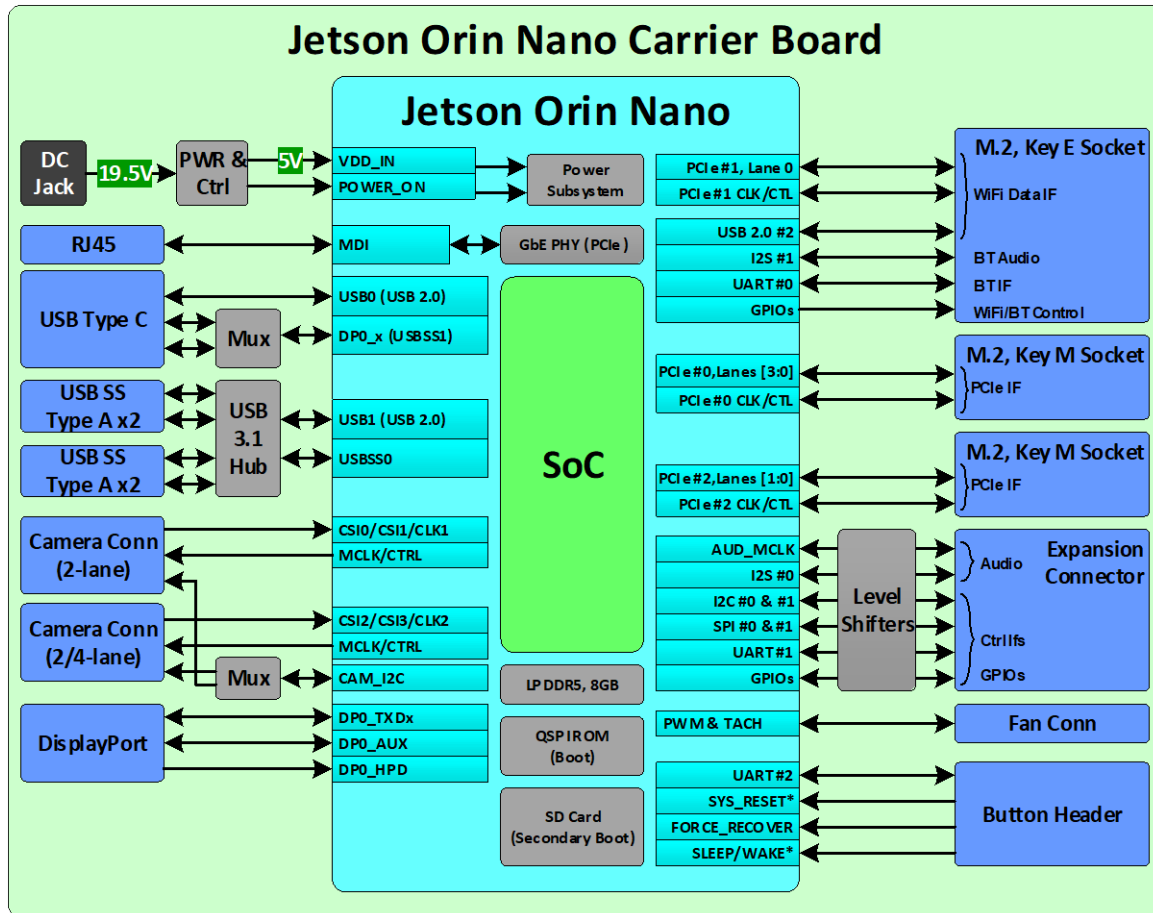 Jetson Orin Nano Carrier Board
Jetson Orin Nano
DC
Jack
19.5V
PWR &
Ctrl
5V
VDD_IN
POWER_ON
Power
Subsystem
RJ45
MDI
GbE PHY (PCIe)
USB Type C
Mux
USB0 (USB 2.0)
DP0_x (USBSS1)
USB SS
Type A x2
USB SS
Type A x2
USB
3.1
Hub
USB1 (USB 2.0)
USBSS0
SoC
Camera Conn
(2-lane)
CSI0/CSI1/CLK1
MCLK/CTRL
Camera Conn
(2/4-lane)
CSI2/CSI3/CLK2
MCLK/CTRL
Mux
CAM_I2C
DisplayPort
DP0_TXDx
DP0_AUX
DP0_HPD
LPDDR5, 8GB
QSPI ROM
(Boot)
SD Card
(Secondary Boot)
PCIe #1, Lane 0
PCIe #1 CLK/CTL
USB 2.0 #2
I2S #1
UART#0
GPIOs
M.2, Key E Socket
WiFi Data IF
BT Audio
BT IF
WiFi/BT Control
PCIe #0,Lanes [3:0]
PCIe #0 CLK/CTL
M.2, Key M Socket
PCIe IF
PCIe #2,Lanes [1:0]
PCIe #2 CLK/CTL
M.2, Key M Socket
PCIe IF
AUD_MCLK
I2S #0
I2C #0 & #1
SPI #0 & #1
UART#1
GPIOs
Level
Shifters
Expansion
Connector
Audio
Ctrl Ifs
GPIOs
PWM & TACH
Fan Conn
UART#2
SYS_RESET*
FORCE_RECOVER
SLEEP/WAKE*
Button Header